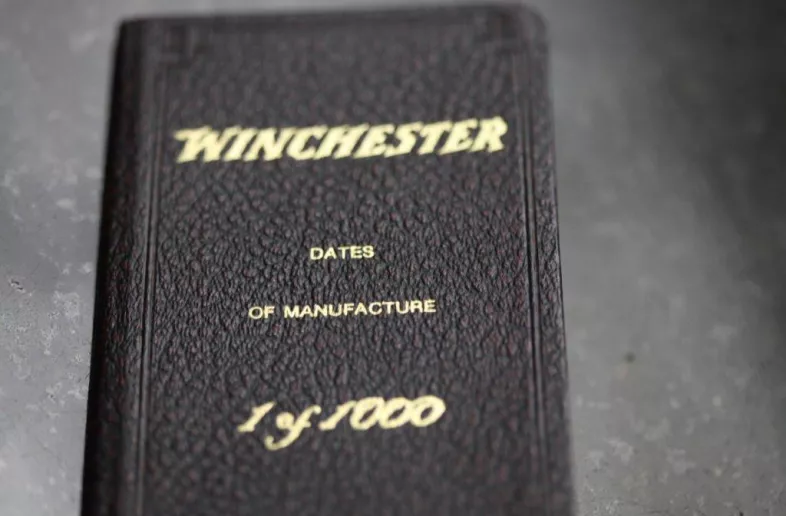 WINCHESTER
DATES
OF MANUFACTURE
1 of 1000